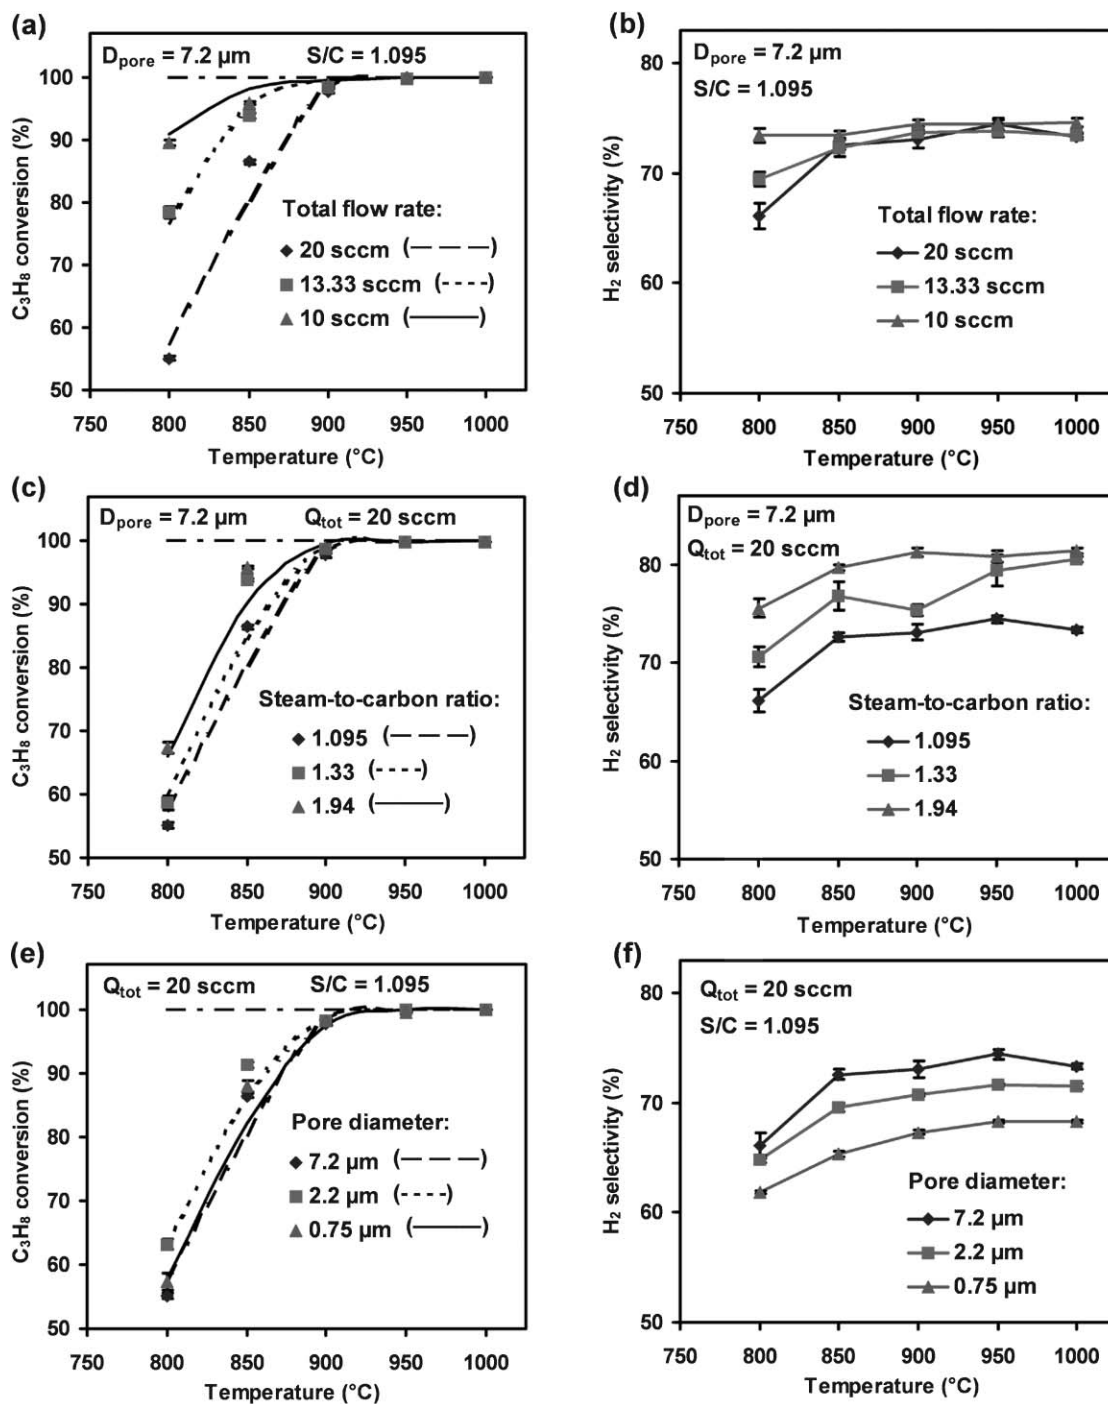 (a)
D_pore = 7.2 µm S/C = 1.095
100
90
80
70
60
50
C₃H₈ conversion (%)
Total flow rate:
20 sccm (— — —)
13.33 sccm (- - - -)
10 sccm (———)
750 800 850 900 950 1000
Temperature (°C)
(b)
D_pore = 7.2 µm
S/C = 1.095
80
70
60
50
H₂ selectivity (%)
Total flow rate:
20 sccm
13.33 sccm
10 sccm
750 800 850 900 950 1000
Temperature (°C)
(c)
D_pore = 7.2 µm Q_tot = 20 sccm
100
90
80
70
60
50
C₃H₈ conversion (%)
Steam-to-carbon ratio:
1.095 (— — —)
1.33 (- - - -)
1.94 (———)
750 800 850 900 950 1000
Temperature (°C)
(d)
D_pore = 7.2 µm
Q_tot = 20 sccm
80
70
60
50
H₂ selectivity (%)
Steam-to-carbon ratio:
1.095
1.33
1.94
750 800 850 900 950 1000
Temperature (°C)
(e)
Q_tot = 20 sccm S/C = 1.095
100
90
80
70
60
50
C₃H₈ conversion (%)
Pore diameter:
7.2 µm (— — —)
2.2 µm (- - - -)
0.75 µm (———)
750 800 850 900 950 1000
Temperature (°C)
(f)
Q_tot = 20 sccm
S/C = 1.095
80
70
60
50
H₂ selectivity (%)
Pore diameter:
7.2 µm
2.2 µm
0.75 µm
750 800 850 900 950 1000
Temperature (°C)